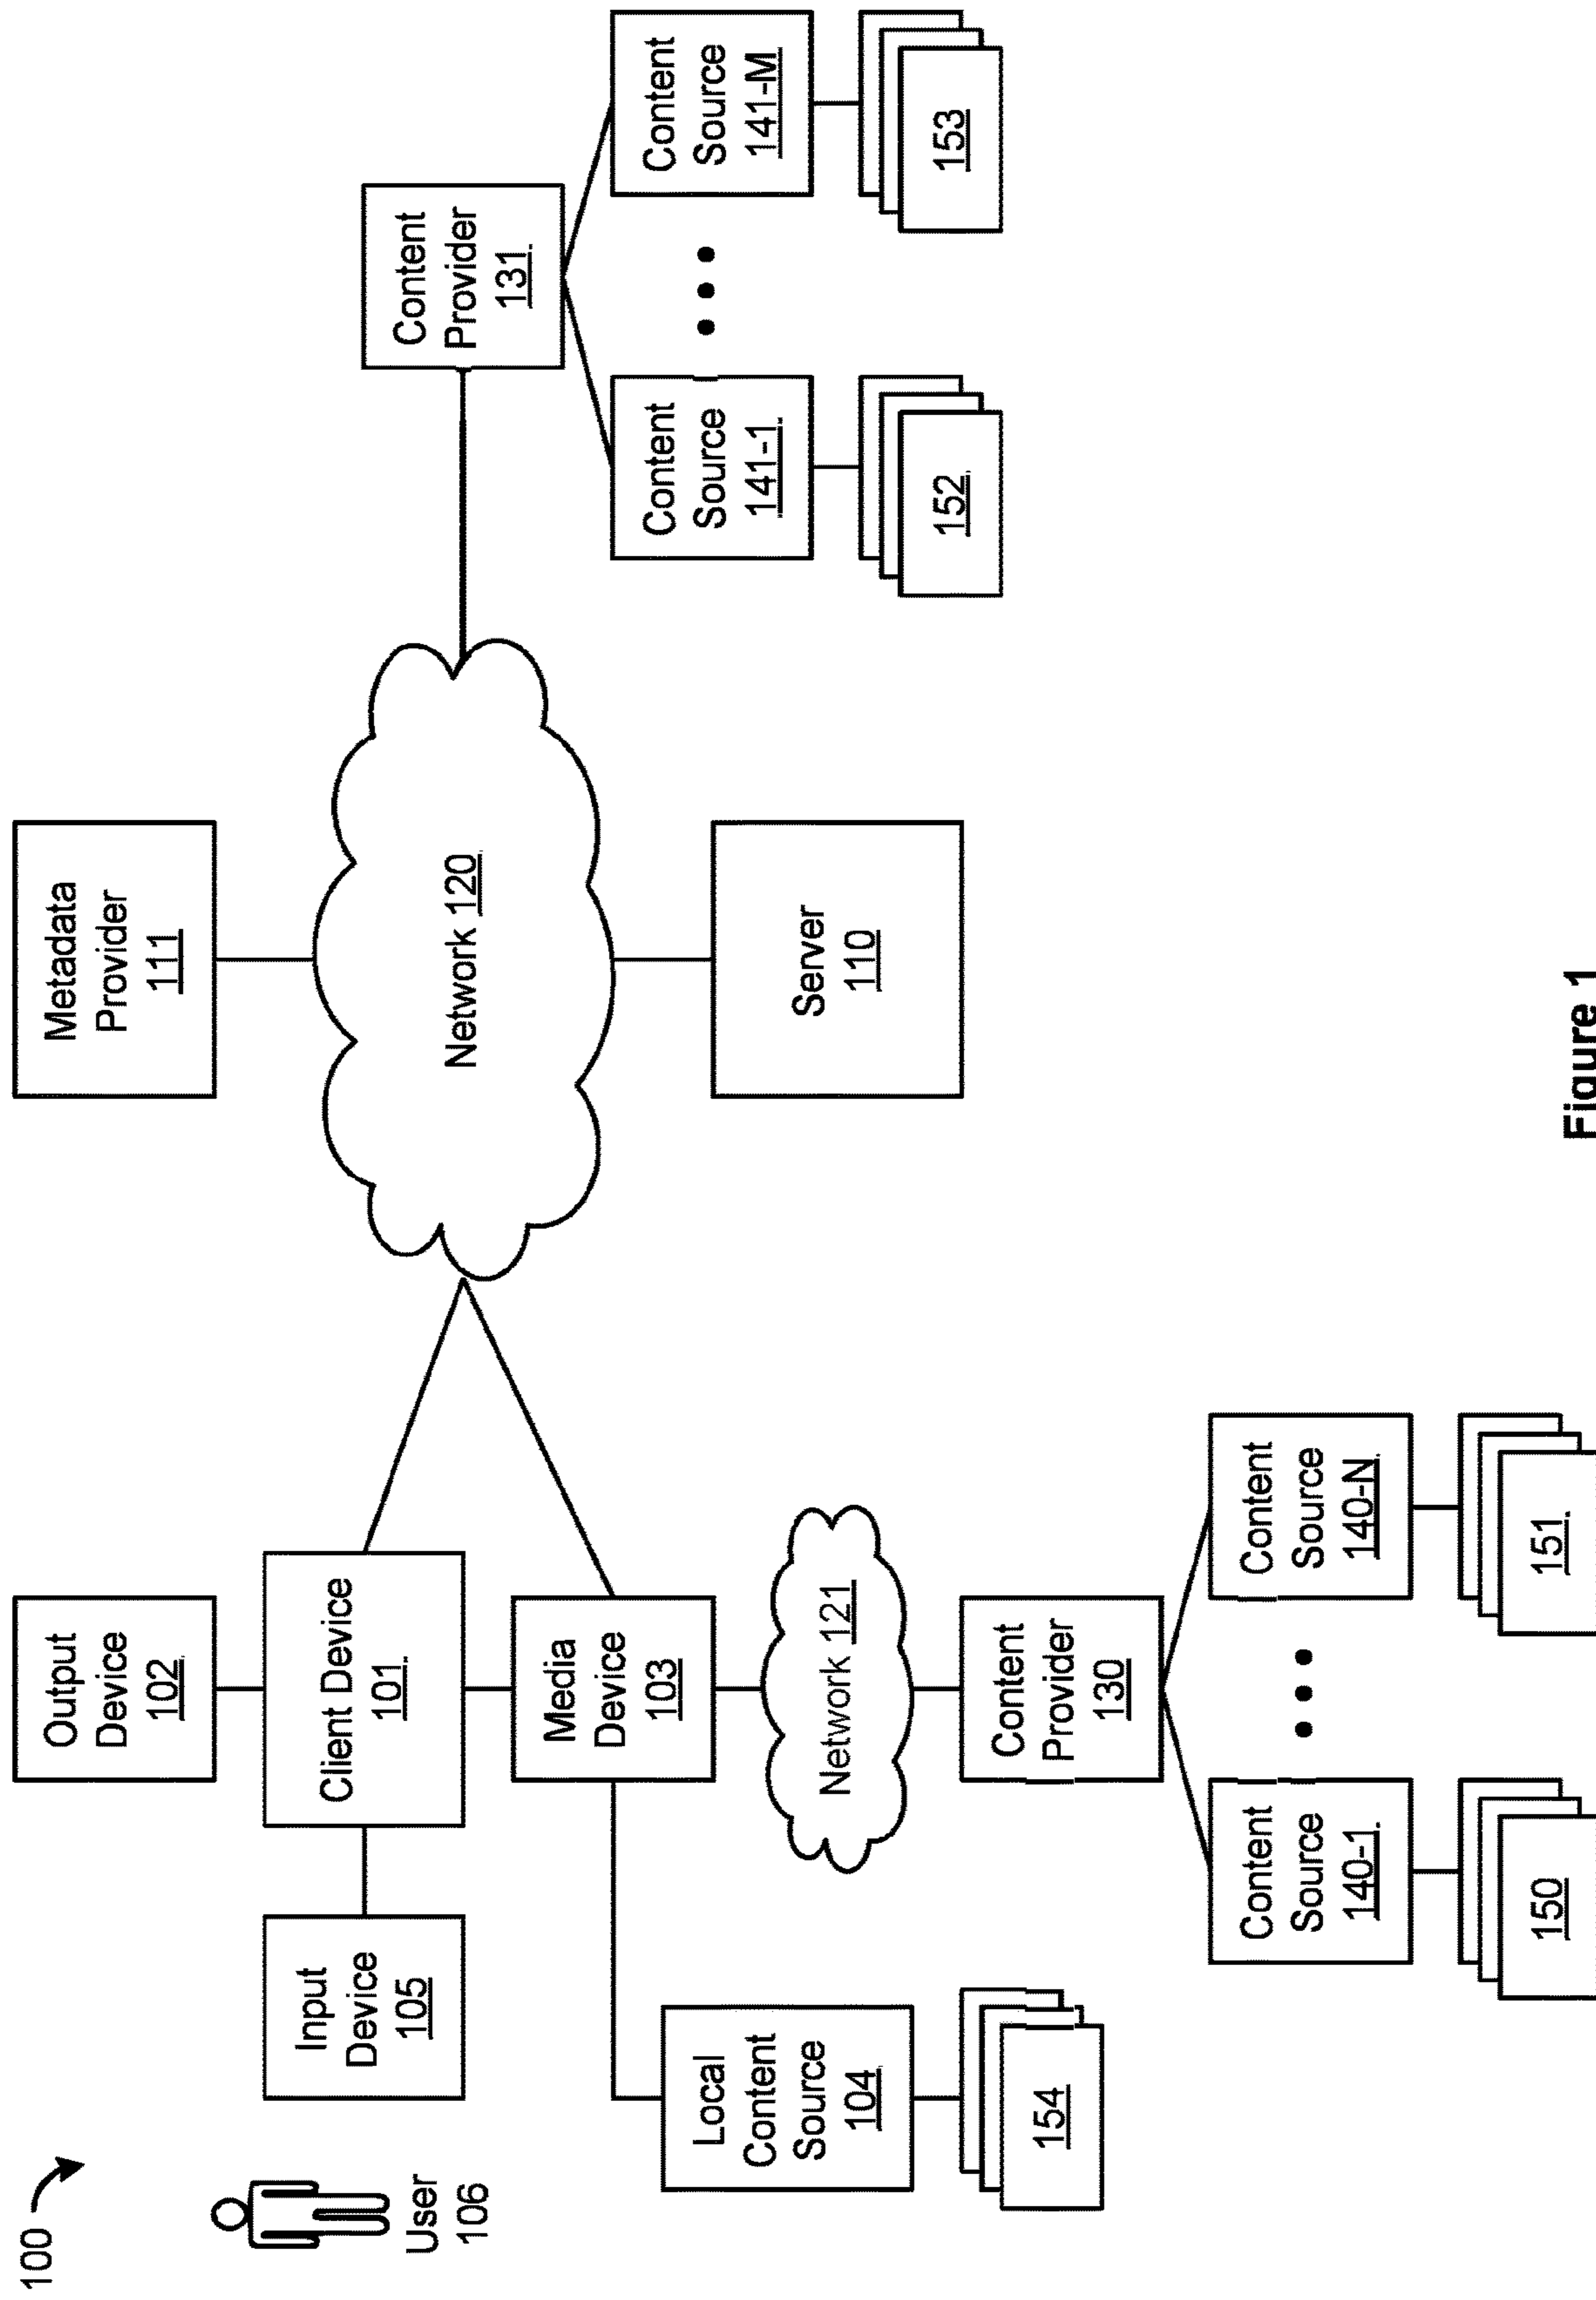 100
User
106
Input
Device
105
Output
Device
102
Client Device
101
Media
Device
103
Local
Content
Source
104
154
Network 121
Content
Provider
130
Content
Source
140-1
150
Content
Source
140-N
151
Metadata
Provider
111
Network 120
Server
110
Content
Provider
131
Content
Source
141-1
152
Content
Source
141-M
153
Figure 1